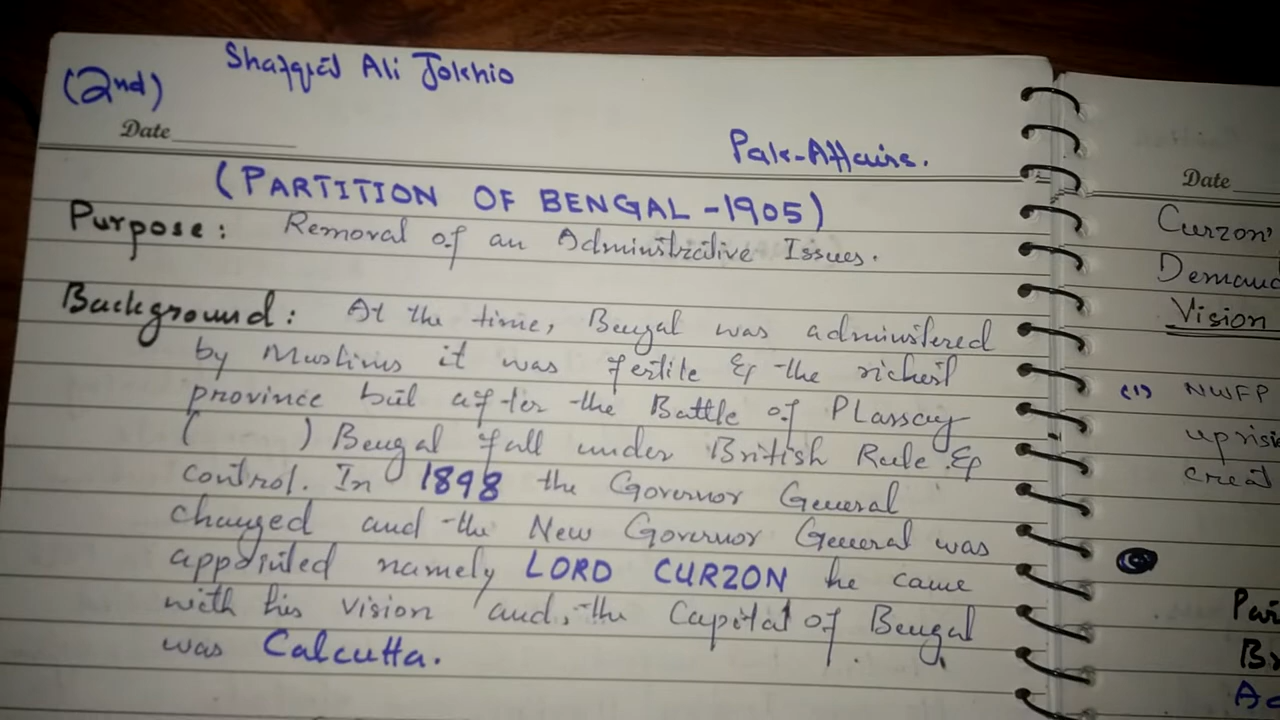 Shafqat Ali Jokhio
(2nd)
Date
Pak-Affairs.
(PARTITION OF BENGAL -1905)
Purpose: Removal of an Administrative Issues.
Background: At the time, Bengal was administered
by Muslims it was fertile & the richest
province but after the Battle of PLassay
( ) Bengal fall under British Rule &
control. In 1898 the Governor General
changed and the New Governor General was
appointed namely LORD CURZON he came
with his vision and, the Capital of Bengal
was Calcutta.
Date
Curzon'
Demand
Vision
(1) NWFP
upris
creat
Par
Br
Ac